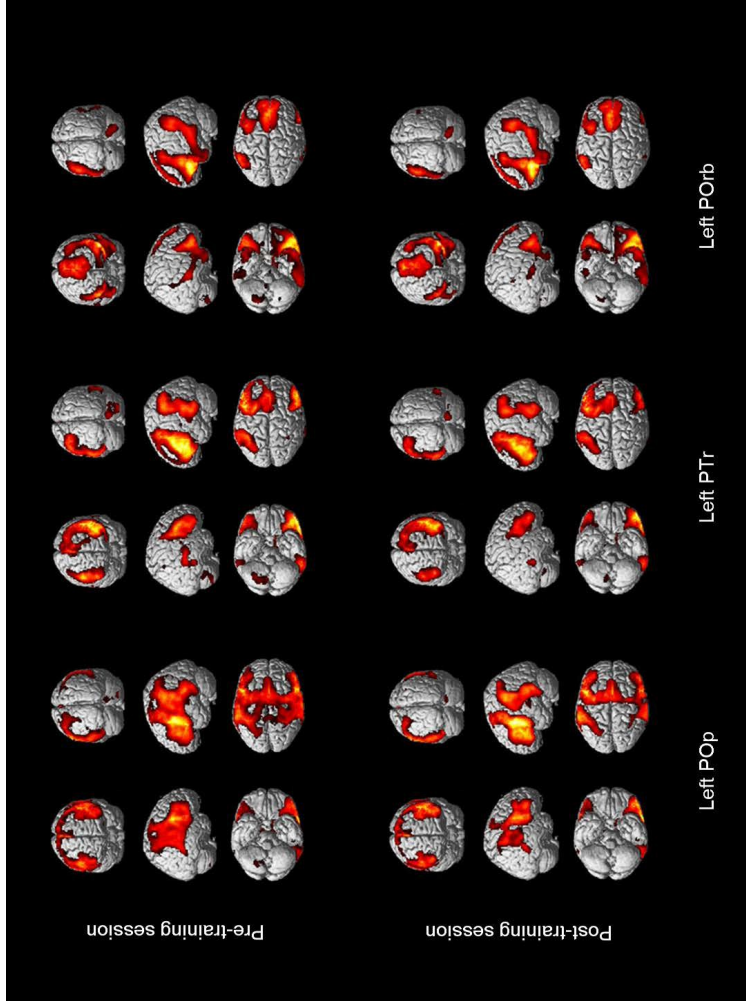 Pre-training session
Post-training session
Left POp
Left PTr
Left POrb